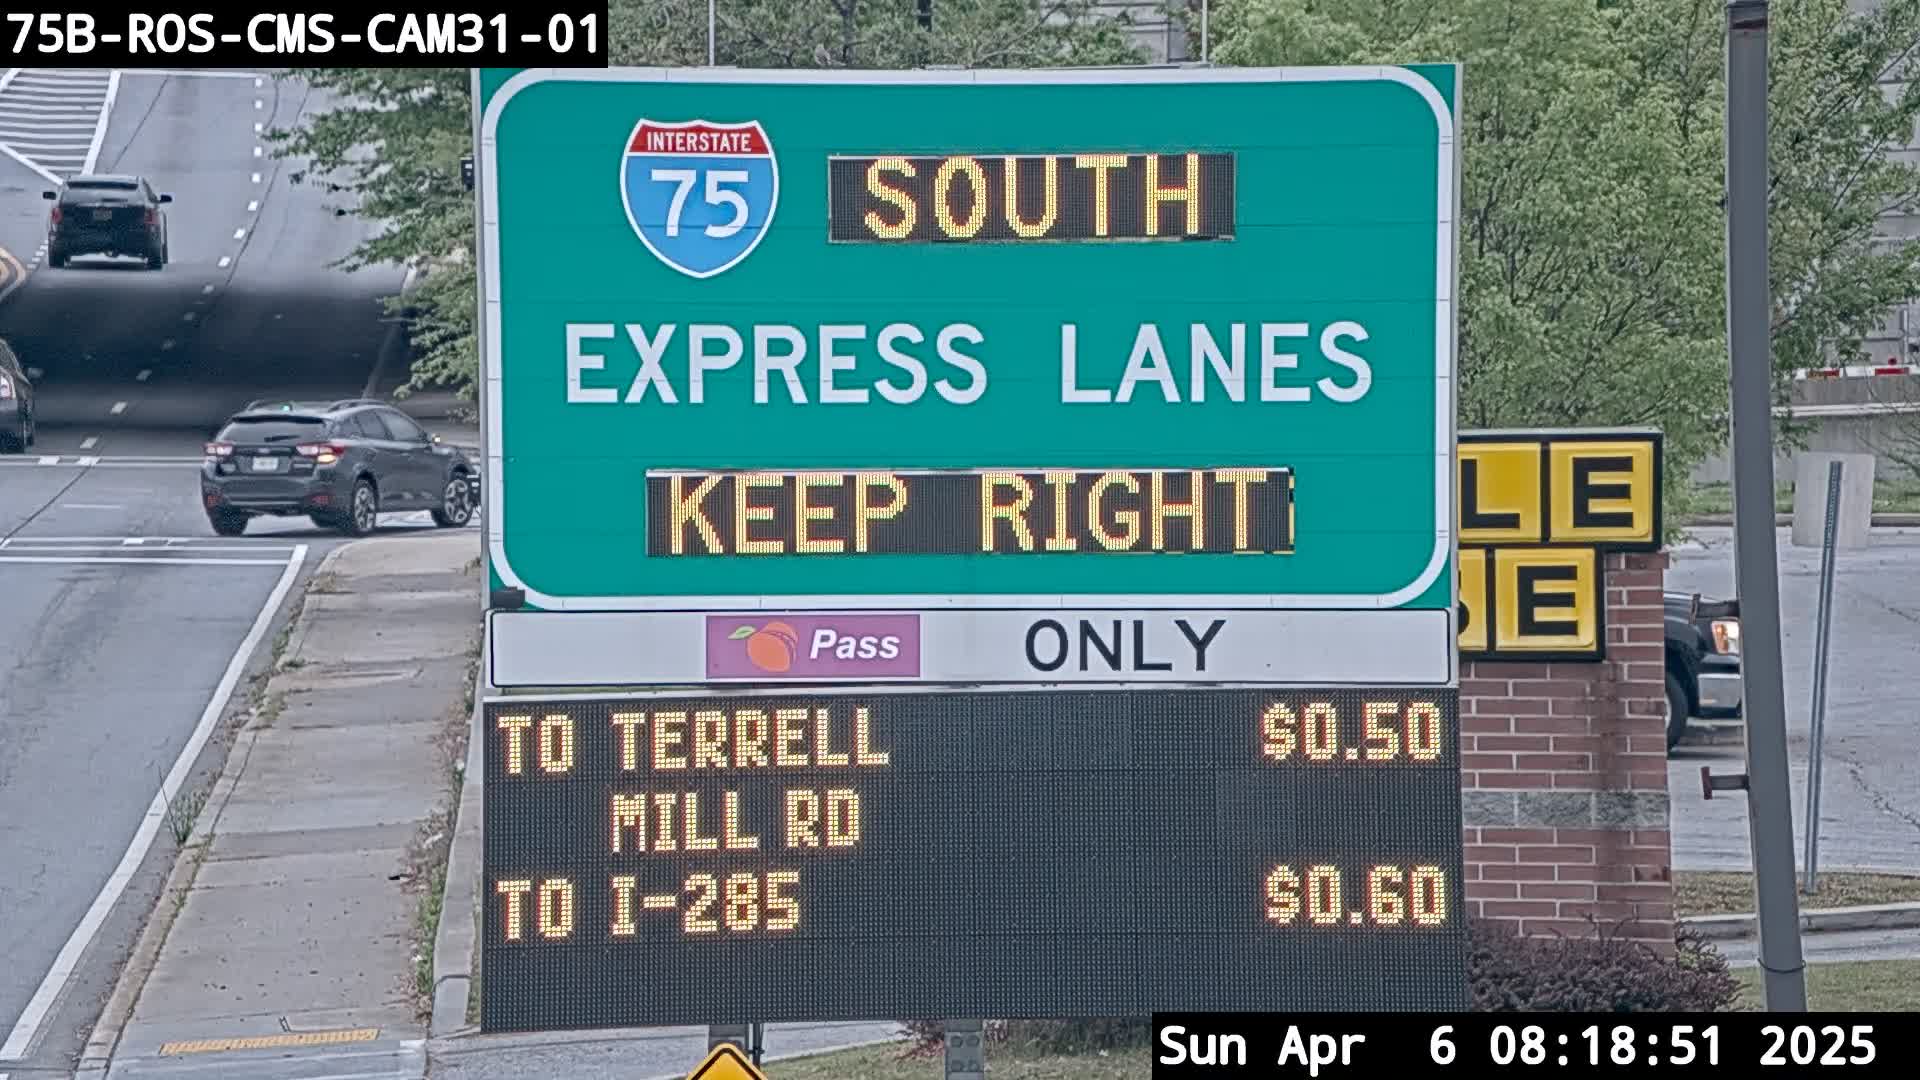 75B-ROS-CMS-CAM31-01
INTERSTATE
75
SOUTH
EXPRESS LANES
KEEP RIGHT
Pass ONLY
TO TERRELL $0.50
MILL RD
TO I-285 $0.60
LE
E
Sun Apr 6 08:18:51 2025